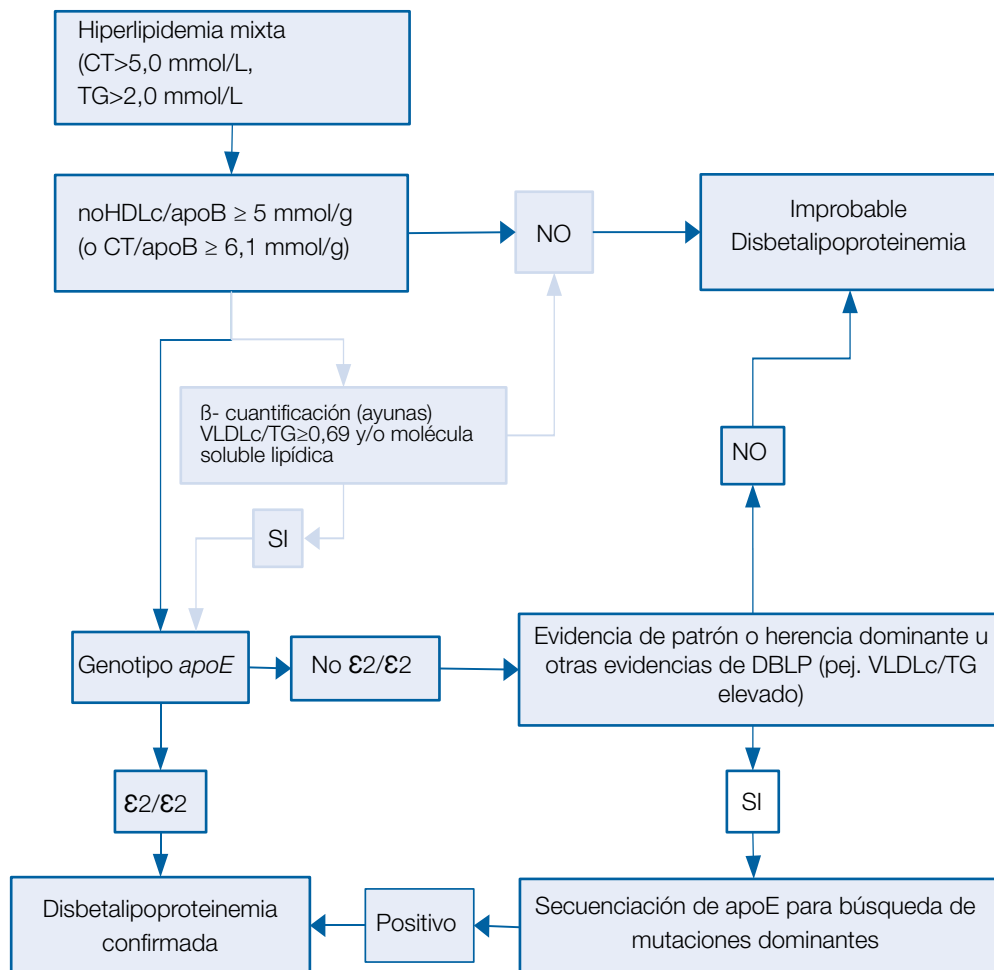 Hiperlipidemia mixta
(CT>5,0 mmol/L,
TG>2,0 mmol/L
noHDLc/apoB ≥ 5 mmol/g
(o CT/apoB ≥ 6,1 mmol/g)
NO
Improbable
Disbetalipoproteinemia
ß- cuantificación (ayunas)
VLDLc/TG≥0,69 y/o molécula
soluble lipídica
NO
SI
Genotipo apoE
No ε2/ε2
Evidencia de patrón o herencia dominante u
otras evidencias de DBLP (pej. VLDLc/TG
elevado)
ε2/ε2
SI
Disbetalipoproteinemia
confirmada
Positivo
Secuenciación de apoE para búsqueda de
mutaciones dominantes